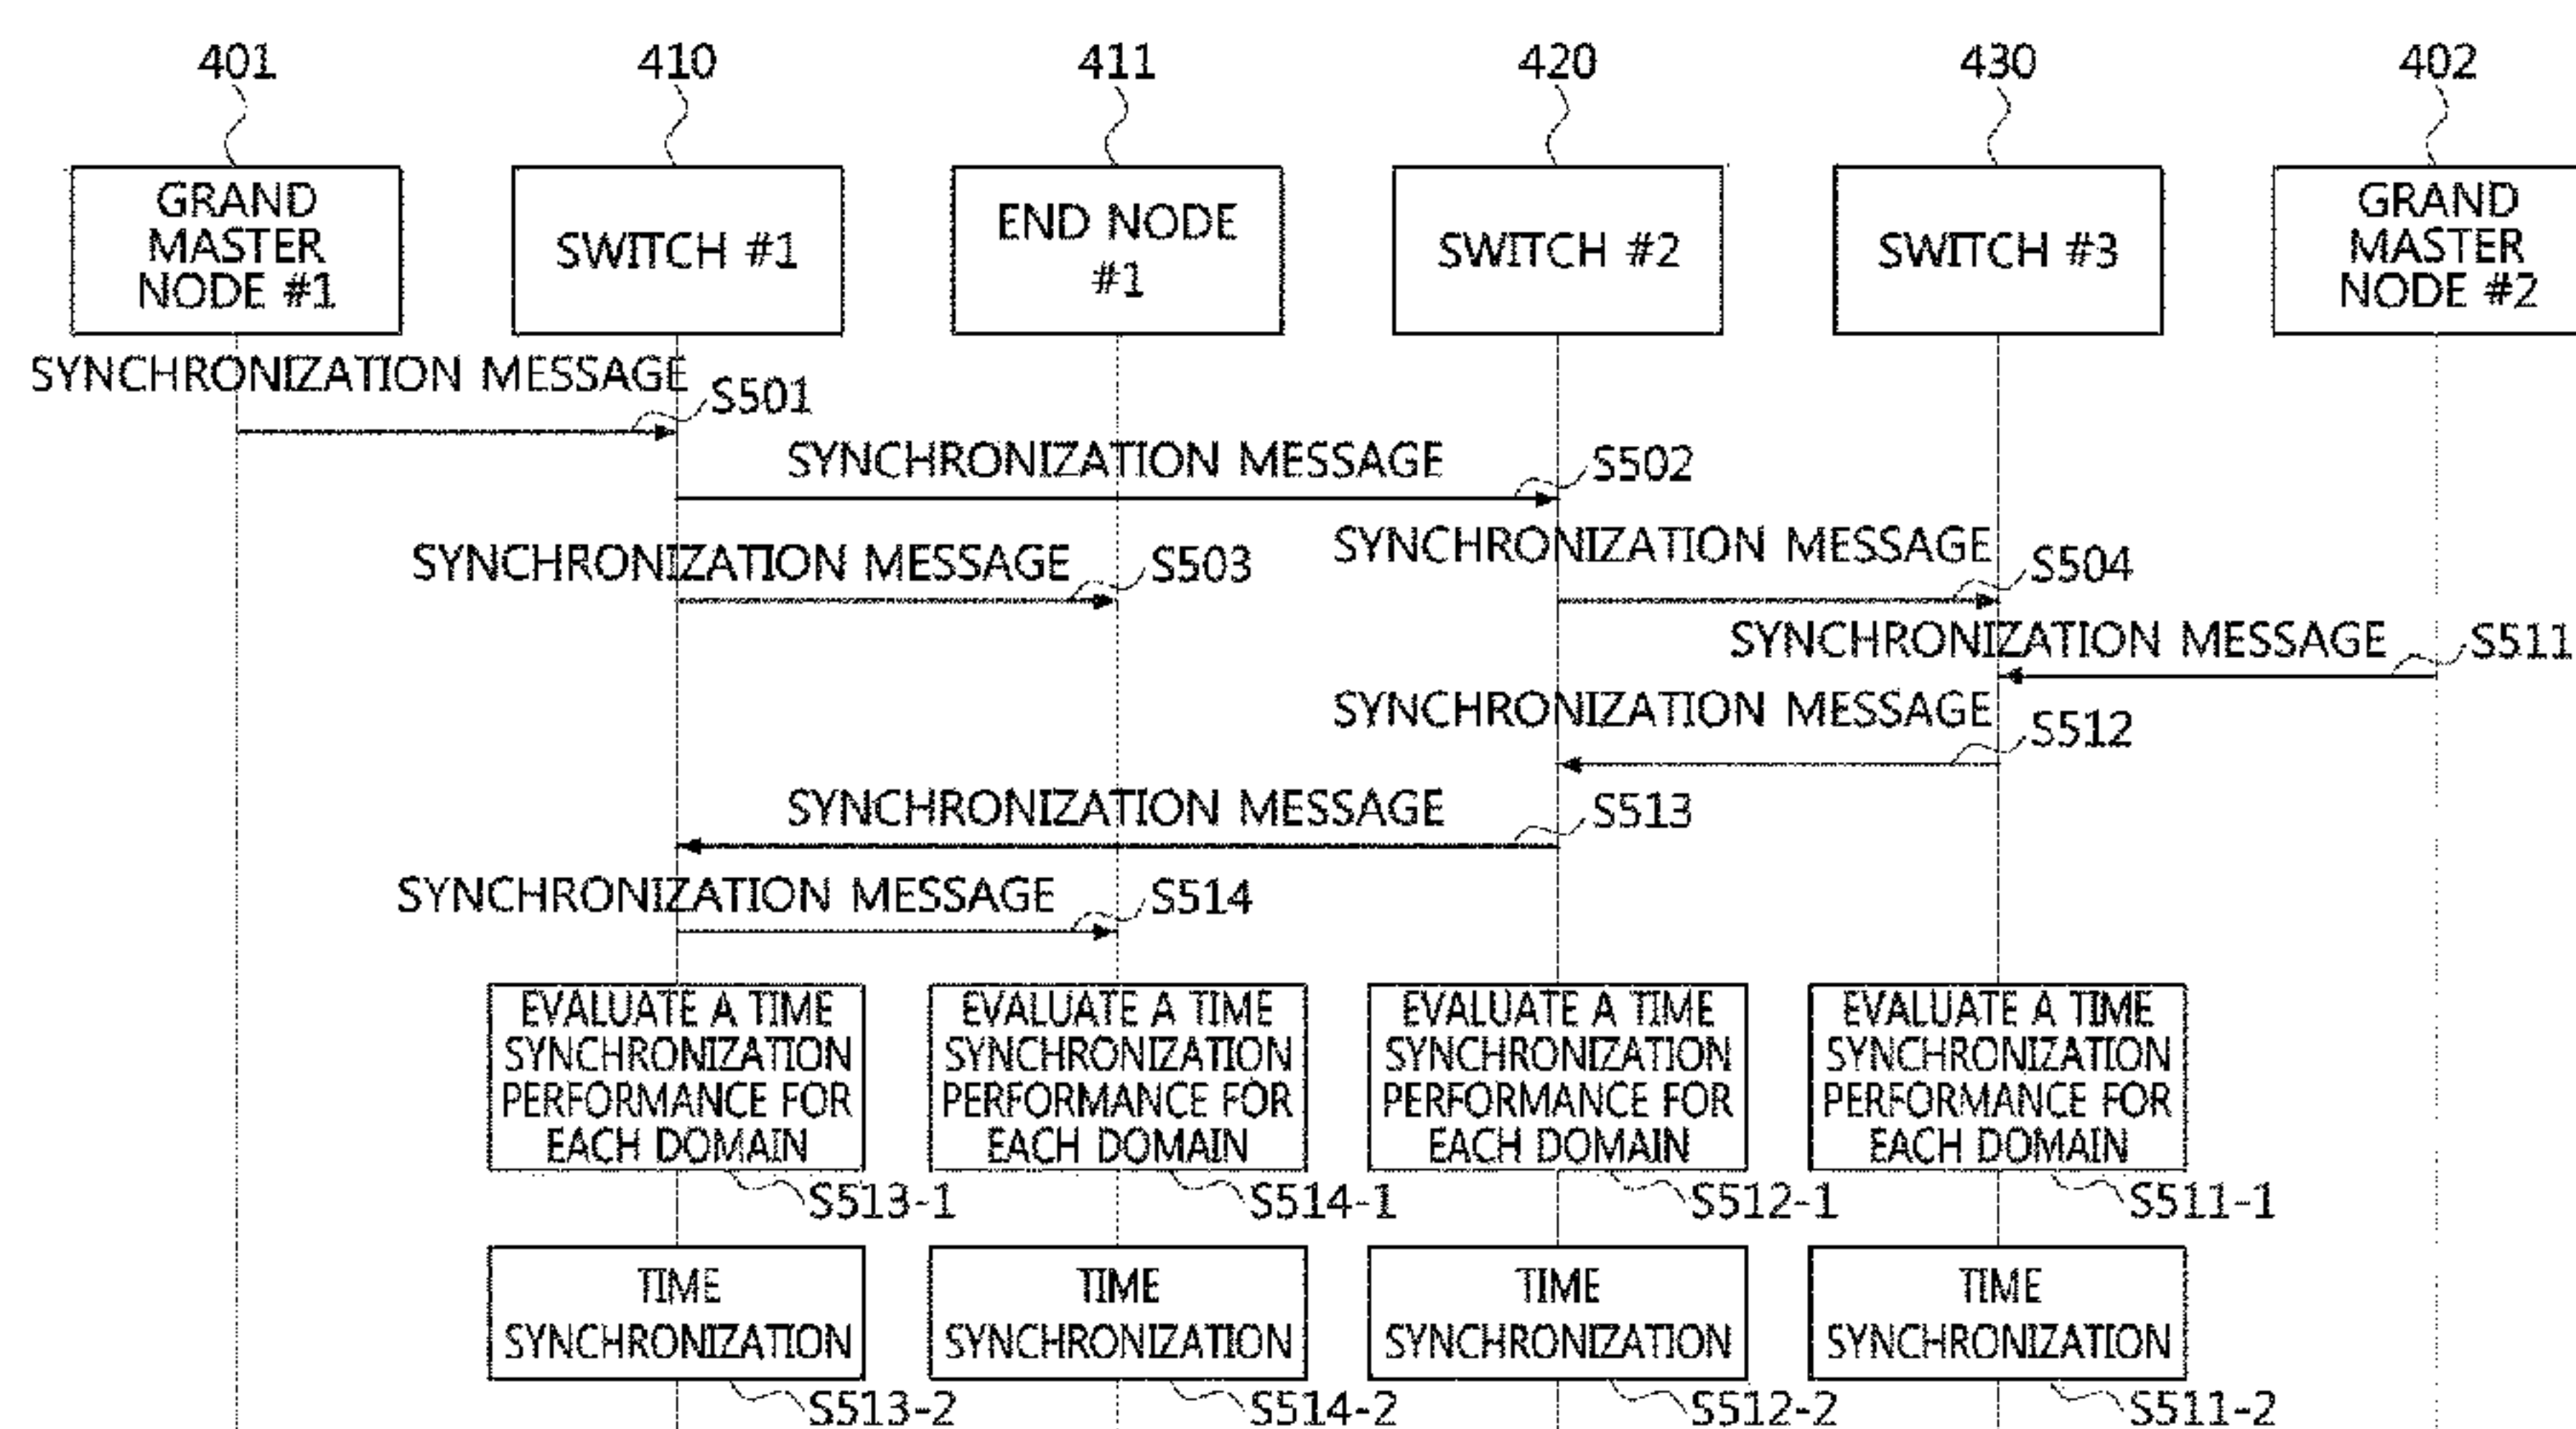 401
410
411
420
430
402
GRAND
MASTER
NODE #1
SWITCH #1
END NODE
#1
SWITCH #2
SWITCH #3
GRAND
MASTER
NODE #2
SYNCHRONIZATION MESSAGE
S501
SYNCHRONIZATION MESSAGE
S502
SYNCHRONIZATION MESSAGE
S503
SYNCHRONIZATION MESSAGE
S504
SYNCHRONIZATION MESSAGE
S511
SYNCHRONIZATION MESSAGE
S512
SYNCHRONIZATION MESSAGE
S513
SYNCHRONIZATION MESSAGE
S514
EVALUATE A TIME
SYNCHRONIZATION
PERFORMANCE FOR
EACH DOMAIN
S513-1
EVALUATE A TIME
SYNCHRONIZATION
PERFORMANCE FOR
EACH DOMAIN
S514-1
EVALUATE A TIME
SYNCHRONIZATION
PERFORMANCE FOR
EACH DOMAIN
S512-1
EVALUATE A TIME
SYNCHRONIZATION
PERFORMANCE FOR
EACH DOMAIN
S511-1
TIME
SYNCHRONIZATION
S513-2
TIME
SYNCHRONIZATION
S514-2
TIME
SYNCHRONIZATION
S512-2
TIME
SYNCHRONIZATION
S511-2